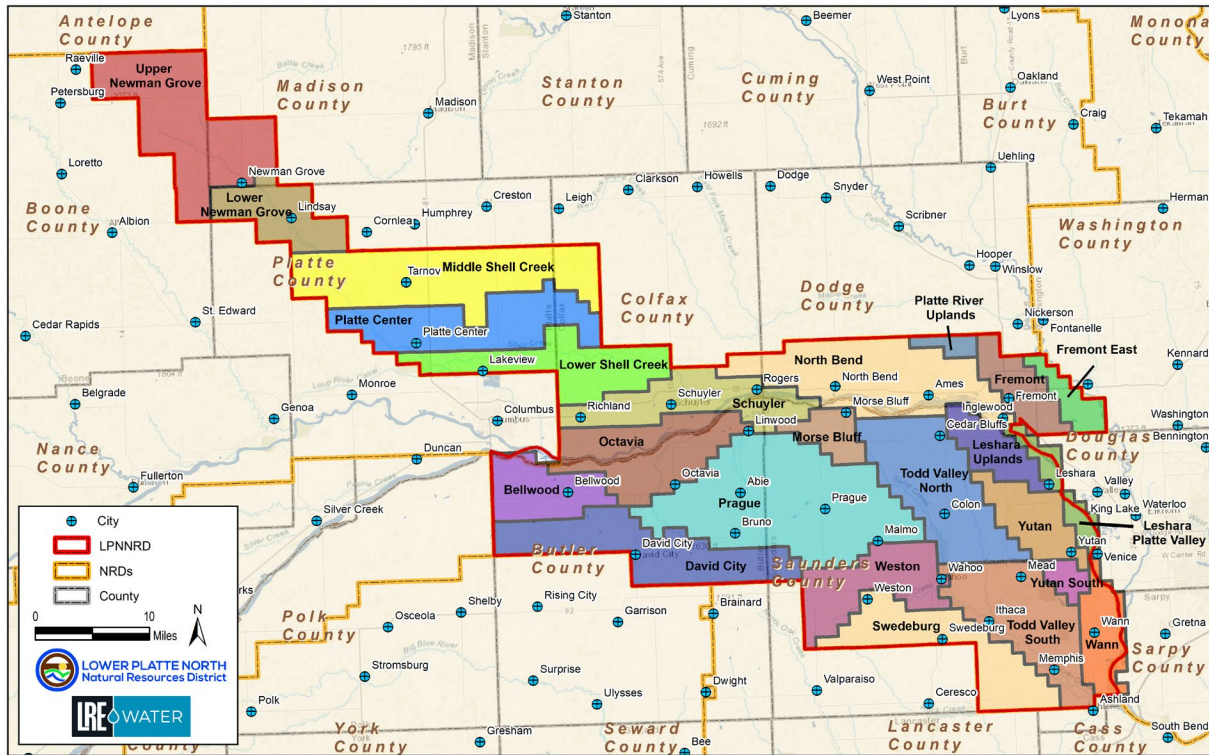 Antelope
County
Stanton
Beemer
Lyons
Monona
County
Raeville
Petersburg
Upper
Newman Grove
Madison
County
Madison
Stanton
County
Cuming
County
West Point
Oakland
Burt
County
Craig
Tekamah
Loretto
Newman Grove
Creston
Leigh
Clarkson
Howells
Dodge
Snyder
Uehling
Herman
Lower
Newman Grove
Lindsay
Cornlea
Humphrey
Scribner
Boone
County
Albion
Washington
County
Platte
County
Tarnov
Middle Shell Creek
Colfax
County
Dodge
County
Hooper
Winslow
St. Edward
Cedar Rapids
Platte Center
Platte Center
Platte River
Uplands
Nickerson
Fontanelle
Fremont East
Kennard
Lakeview
Lower Shell Creek
North Bend
Fremont
Monroe
Belgrade
Genoa
Columbus
Richland
Schuyler
Schuyler
Rogers
North Bend
Ames
Fremont
Inglewood
Washington
Bennington
Linwood
Morse Bluff
Morse Bluff
Cedar Bluffs
Douglas
County
Nance
County
Fullerton
Duncan
Octavia
Leshara
Uplands
Leshara
Valley
Waterloo
King Lake
Bellwood
Bellwood
Octavia
Abie
Prague
Prague
Todd Valley
North
Colon
Yutan
Leshara
Platte Valley
Silver Creek
Bruno
Malmo
Yutan
Venice
David City
David City
Butler
County
Saunders
County
Weston
Wahoo
Mead
Yutan South
Weston
Polk
County
Osceola
Shelby
Rising City
Garrison
Brainard
Swedeburg
Swedeburg
Ithaca
Todd Valley
South
Wann
Wann
Gretna
Sarpy
County
Memphis
Stromsburg
Surprise
Ulysses
Dwight
Valparaiso
Ceresco
Ashland
Polk
York
County
Gresham
Seward
County
Bee
Lancaster
County
Cass
County
South Bend
City
LPNNRD
NRDs
County
0
10
Miles
N
LOWER PLATTE NORTH
Natural Resources District
LRE WATER